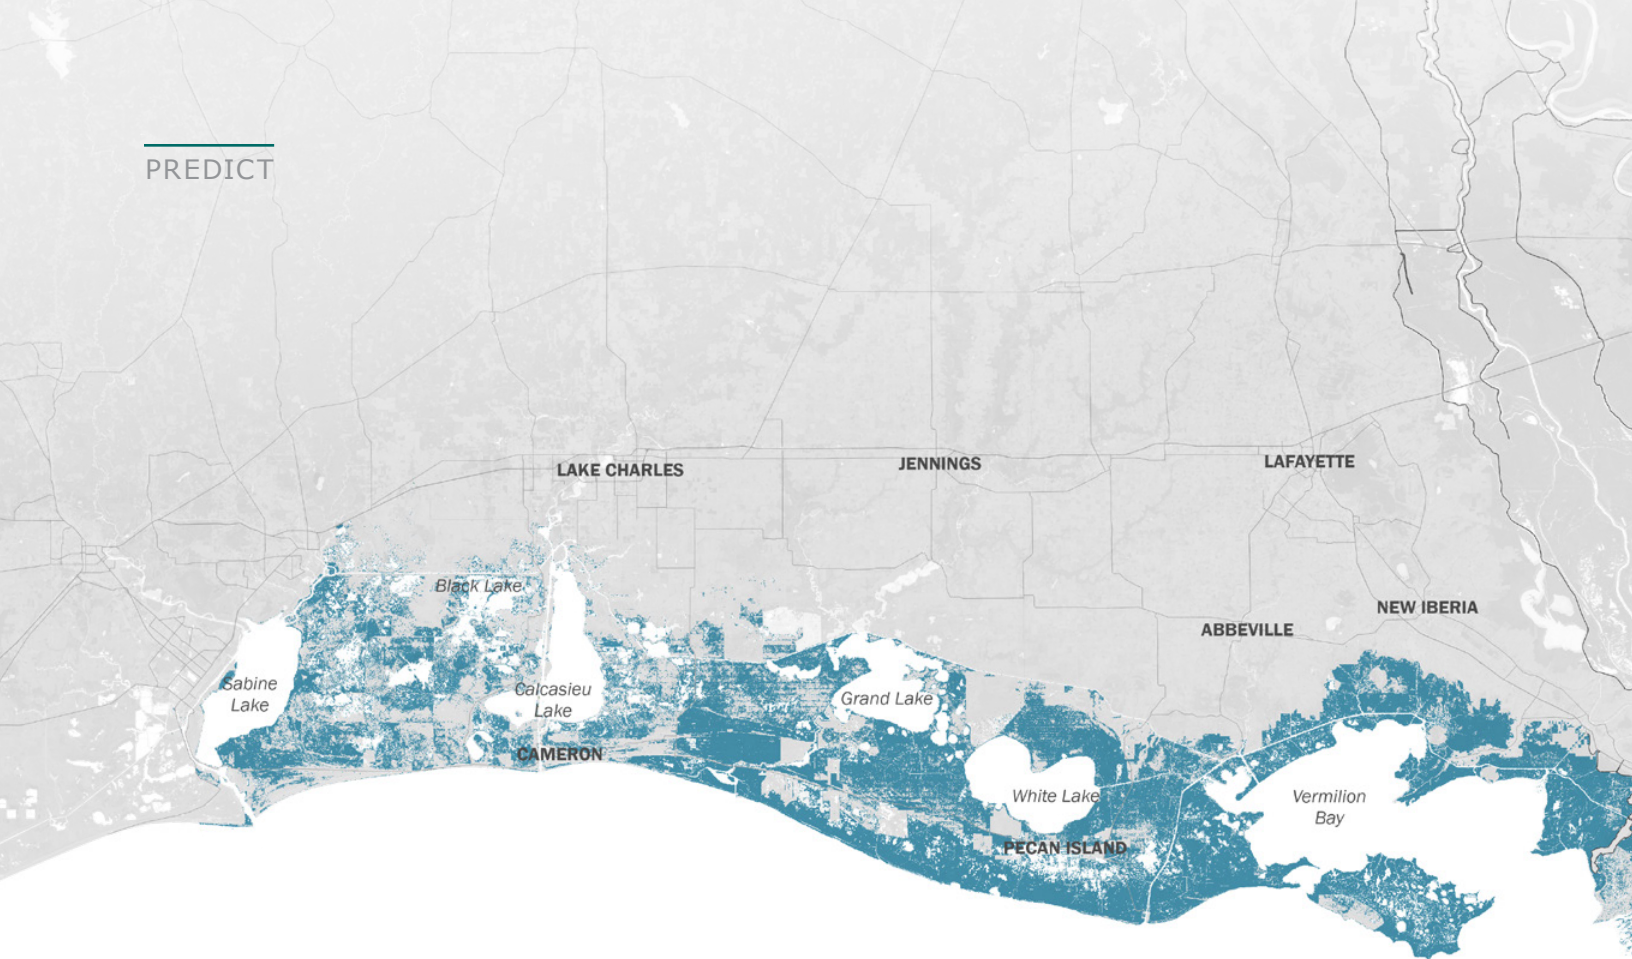 PREDICT
LAKE CHARLES
JENNINGS
LAFAYETTE
Black Lake
NEW IBERIA
ABBEVILLE
Sabine
Lake
Calcasieu
Lake
Grand Lake
CAMERON
White Lake
Vermilion
Bay
PECAN ISLAND